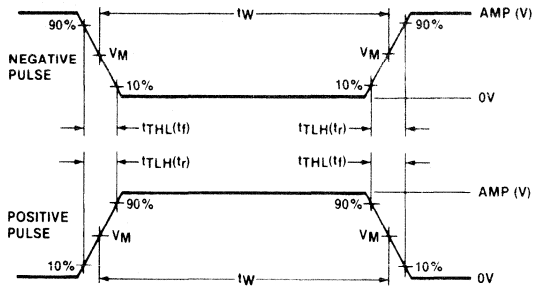 tW
AMP (V)
90%
90%
NEGATIVE
PULSE
VM
VM
10%
10%
0V
tTHL(tf)
tTLH(tr)
tTLH(tr)
tTHL(tf)
AMP (V)
90%
90%
POSITIVE
PULSE
VM
VM
10%
10%
tW
0V